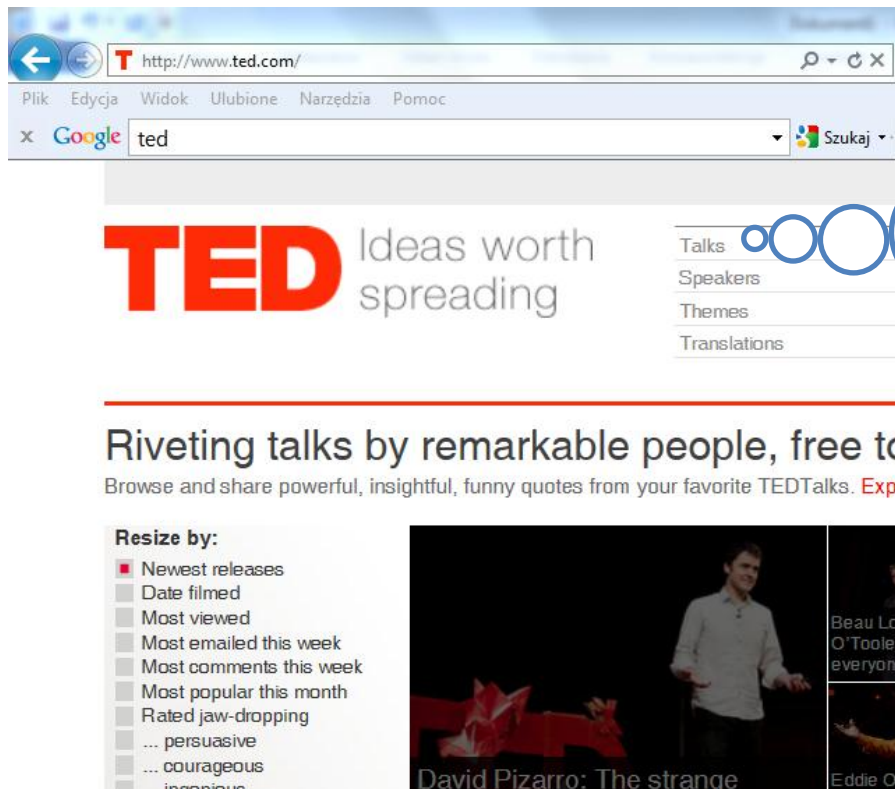 http://www.ted.com/
Plik Edycja Widok Ulubione Narzędzia Pomoc
x Google ted Szukaj
TED Ideas worth
spreading
Talks
Speakers
Themes
Translations
Riveting talks by remarkable people, free to
Browse and share powerful, insightful, funny quotes from your favorite TEDTalks. Exp
Resize by:
Newest releases
Date filmed
Most viewed
Most emailed this week
Most comments this week
Most popular this month
Rated jaw-dropping
... persuasive
... courageous
... ingenious
David Pizarro: The strange
Beau Lo
O'Toole
everyon
Eddie O